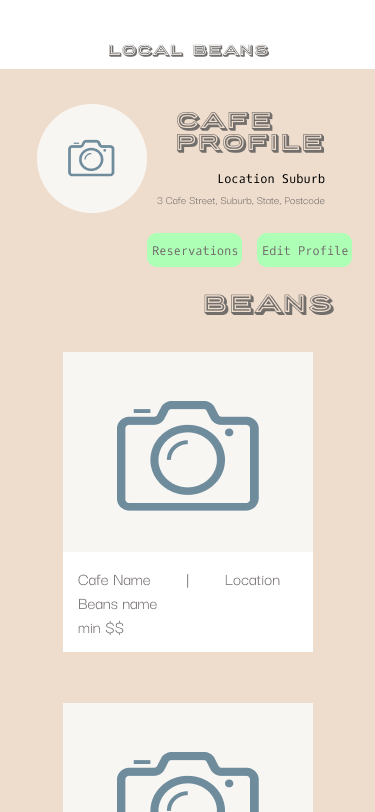 LOCAL BEANS
CAFE
PROFILE
Location Suburb
3 Cafe Street, Suburb, State, Postcode
Reservations
Edit Profile
BEANS
Cafe Name | Location
Beans name
min $$